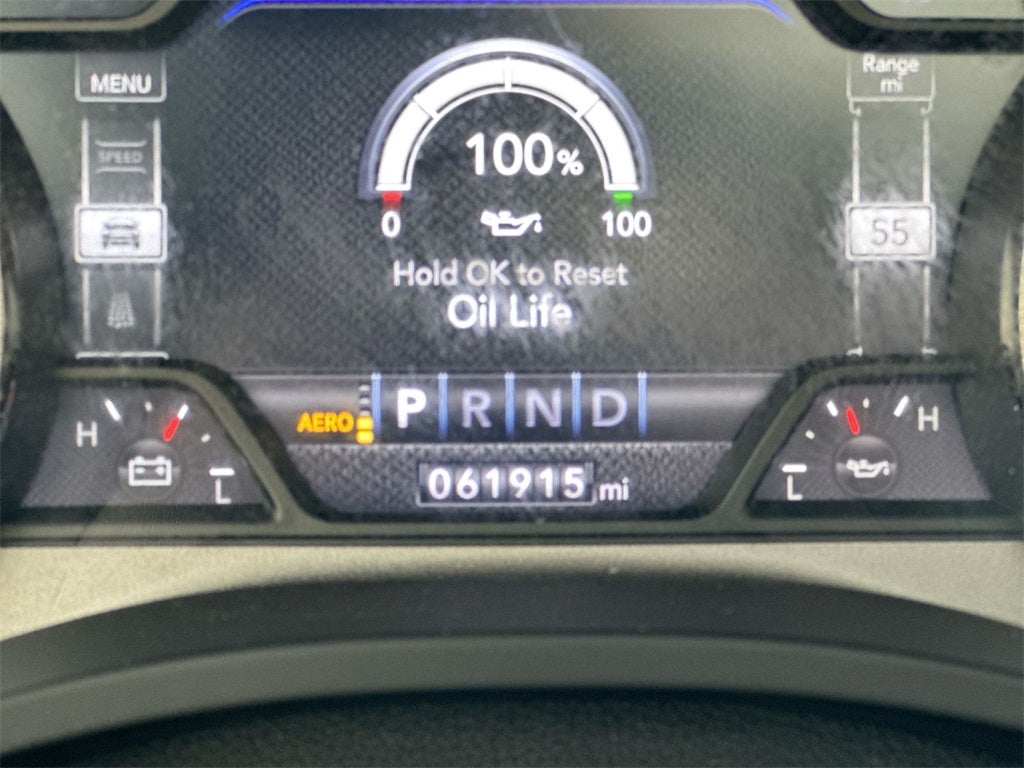 MENU
Range
mi
SPEED
100%
55
0
100
Hold OK to Reset
Oil Life
AERO
P R N D
H
H
L
L
061915 mi